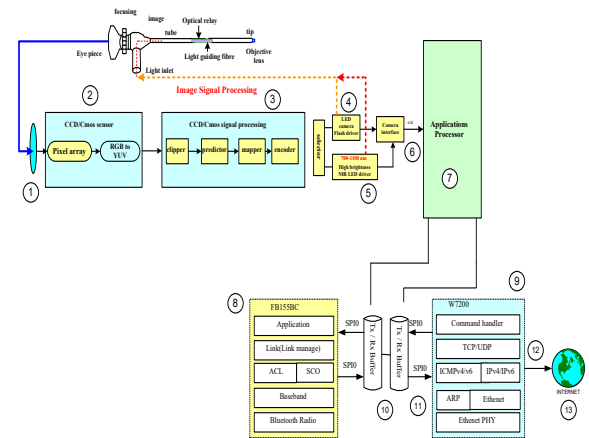 focusing
image
Optical relay
tube
tip
Eye piece
Light guiding fibre
Objective
lens
Light inlet
Image Signal Processing
2
3
4
CCD/Cmos sensor
CCD/Cmos signal processing
Pixel array
RGB to
YUV
clipper
predictor
mapper
encoder
selector
LED
camera
Flash driver
Camera
interface
csi
Applications
Processor
700-1100 nm
High brightness
NIR LED driver
1
5
6
7
8
9
FB155BC
Application
Link(Link manage)
ACL
SCO
Baseband
Bluetooth Radio
SPI0
SPI0
Tx / Rx Buffer
Tx / Rx Buffer
SPI0
SPI0
W7200
Command handler
TCP/UDP
ICMPv4/v6
IPv4/IPv6
ARP
Ethenet
Ethenet PHY
10
11
12
INTERNET
13